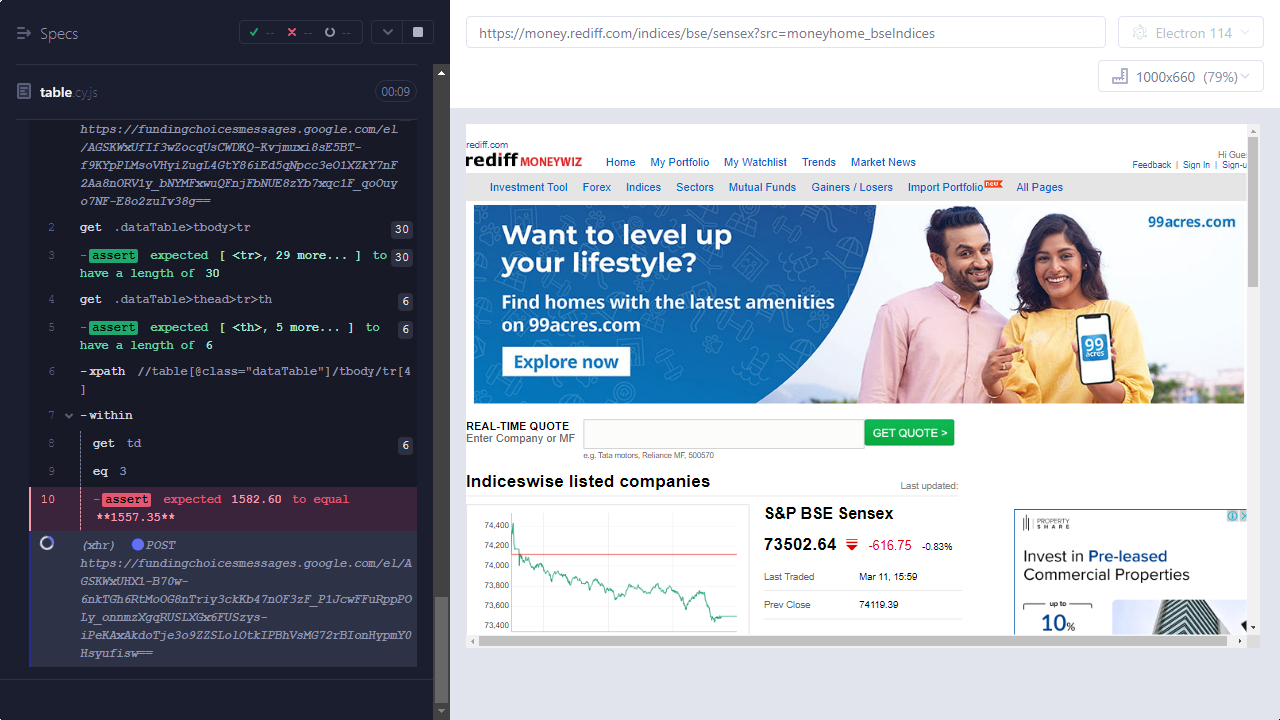 Specs
--
--
--
table.cy.js
00:09
https://fundingchoicesmessages.google.com/el
2
get .dataTable>tbody>tr
30
3
-assert expected [ <tr>, 29 more... ] to have a length of 30
30
4
get .dataTable>thead>tr>th
6
5
-assert expected [ <th>, 5 more... ] to have a length of 6
6
6
-xpath //table[@class="dataTable"]/tbody/tr[4]
7
-within
8
get td
6
9
eq 3
10
-assert expected 1582.60 to equal **1557.35**
(xhr) POST
https://fundingchoicesmessages.google.com/el/A
https://money.rediff.com/indices/bse/sensex?src=moneyhome_bseIndices
Electron 114
1000x660 (79%)
rediff.com
rediff MONEYWIZ
Home
My Portfolio
My Watchlist
Trends
Market News
Hi Gues
Feedback | Sign In | Sign-u
Investment Tool
Forex
Indices
Sectors
Mutual Funds
Gainers / Losers
Import Portfolio new
All Pages
Want to level up
your lifestyle?
Find homes with the latest amenities
on 99acres.com
Explore now
99acres.com
99
acres
REAL-TIME QUOTE
Enter Company or MF
GET QUOTE >
e.g. Tata motors, Reliance MF, 500570
Indiceswise listed companies
Last updated:
74,400
74,200
74,000
73,800
73,600
73,400
S&P BSE Sensex
73502.64 -616.75 -0.83%
Last Traded
Mar 11, 15:59
Prev Close
74119.39
PROPERTY
SHARE
Invest in Pre-leased
Commercial Properties
up to
10%